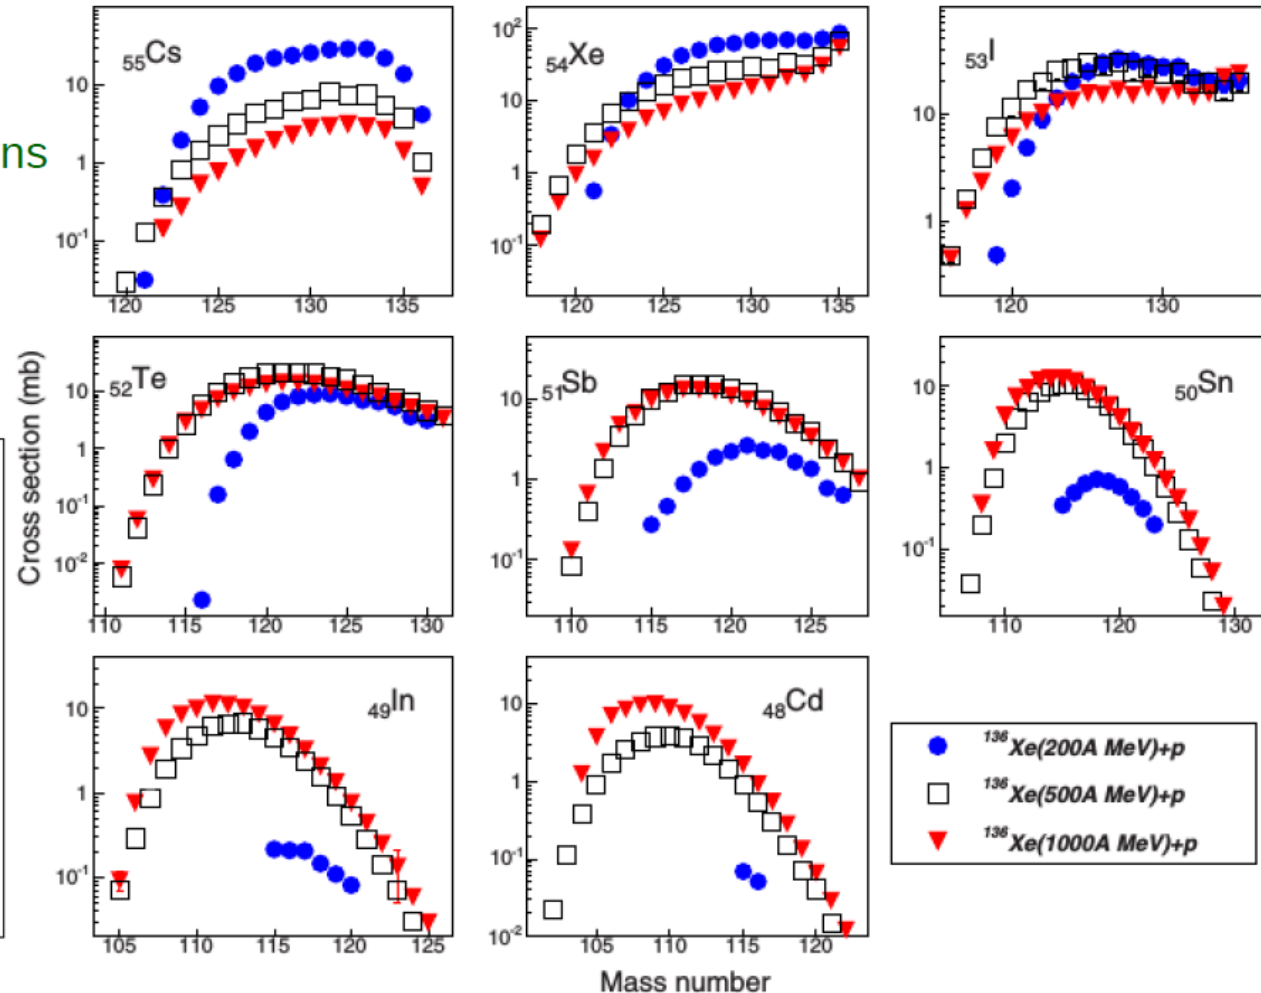 ns
Cross section (mb)
₅₅Cs
10
1
10⁻¹
120 125 130 135
₅₄Xe
10²
10
1
10⁻¹
120 130 135
₅₃I
10
1
120 130
₅₂Te
10
1
10⁻¹
10⁻²
110 115 120 125 130
₅₁Sb
10
1
10⁻¹
110 115 120 125
₅₀Sn
10
1
10⁻¹
110 120 130
₄₉In
10
1
10⁻¹
105 110 115 120 125
₄₈Cd
10
1
10⁻¹
10⁻²
105 110 115 120
¹³⁶Xe(200A MeV)+p
¹³⁶Xe(500A MeV)+p
¹³⁶Xe(1000A MeV)+p
Mass number